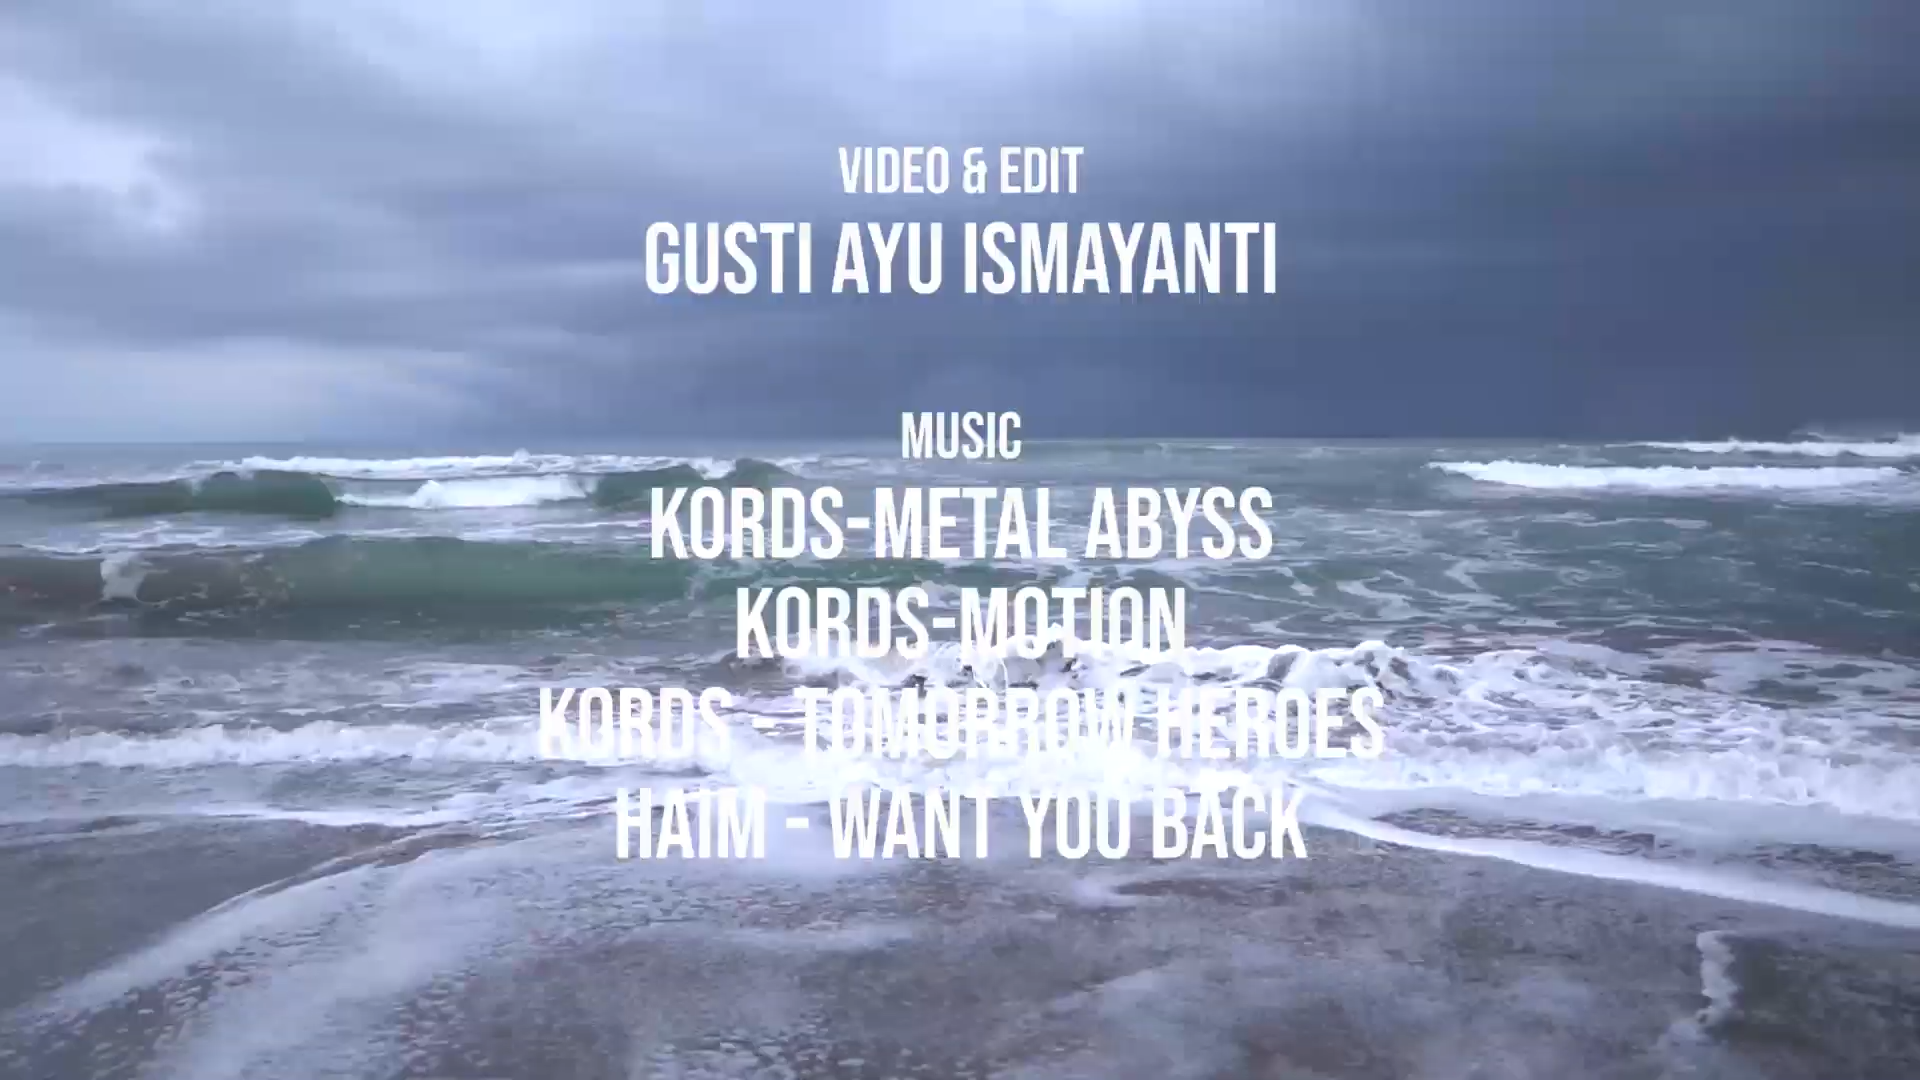 VIDEO & EDIT
GUSTI AYU ISMAYANTI
MUSIC
KORDS-METAL ABYSS
KORDS-MOTION
KORDS - TOMORROW HEROES
HAIM - WANT YOU BACK